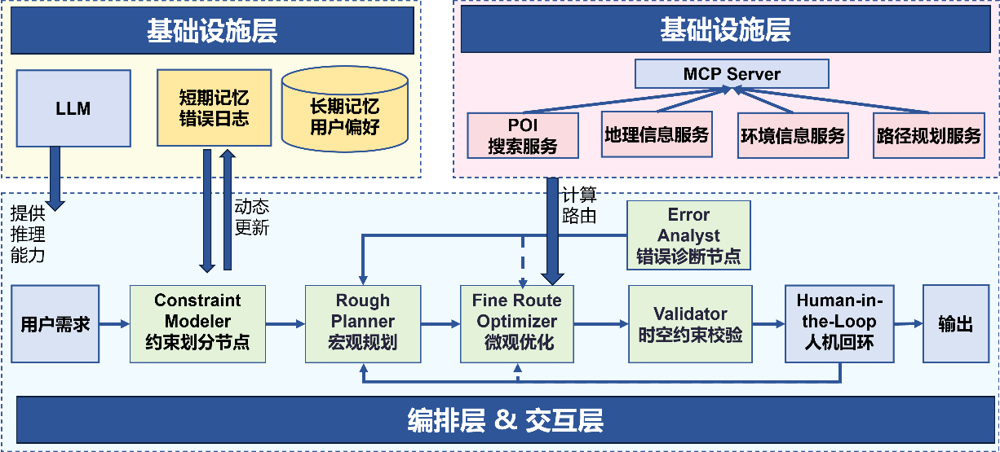 基础设施层
LLM
短期记忆
错误日志
长期记忆
用户偏好
基础设施层
MCP Server
POI
搜索服务
地理信息服务
环境信息服务
路径规划服务
提供
推理
能力
动态
更新
计算
路由
Error
Analyst
错误诊断节点
用户需求
Constraint
Modeler
约束划分节点
Rough
Planner
宏观规划
Fine Route
Optimizer
微观优化
Validator
时空约束校验
Human-in-
the-Loop
人机回环
输出
编排层 & 交互层